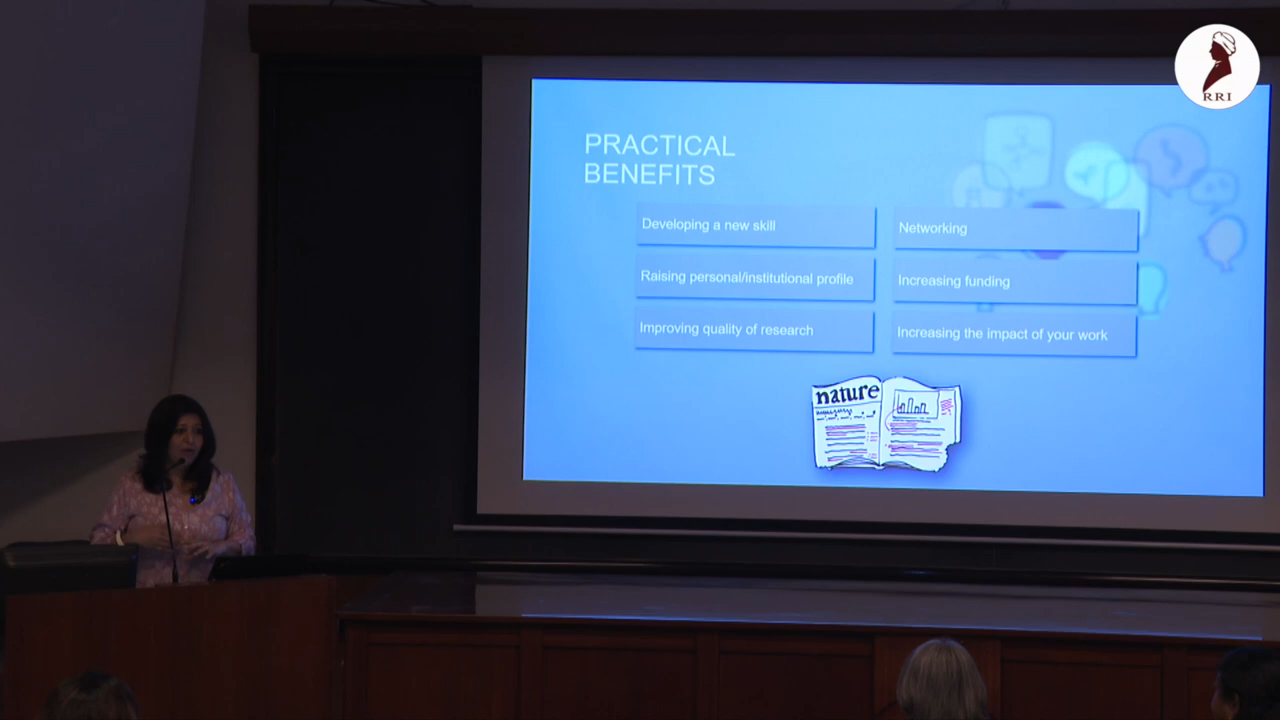 RRI
PRACTICAL
BENEFITS
Developing a new skill
Networking
Raising personal/institutional profile
Increasing funding
Improving quality of research
Increasing the impact of your work
nature